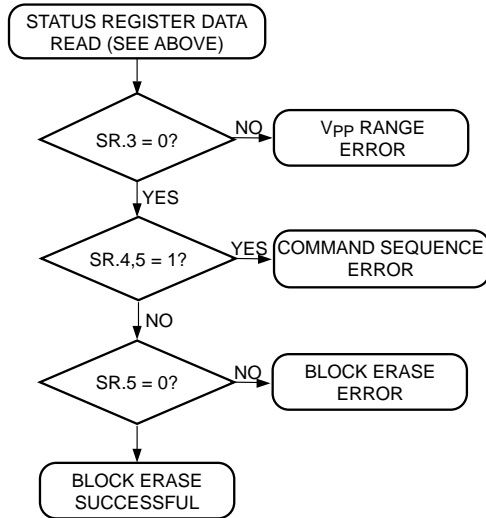 STATUS REGISTER DATA
READ (SEE ABOVE)
SR.3 = 0?
NO
VPP RANGE
ERROR
YES
SR.4,5 = 1?
YES
COMMAND SEQUENCE
ERROR
NO
SR.5 = 0?
NO
BLOCK ERASE
ERROR
BLOCK ERASE
SUCCESSFUL